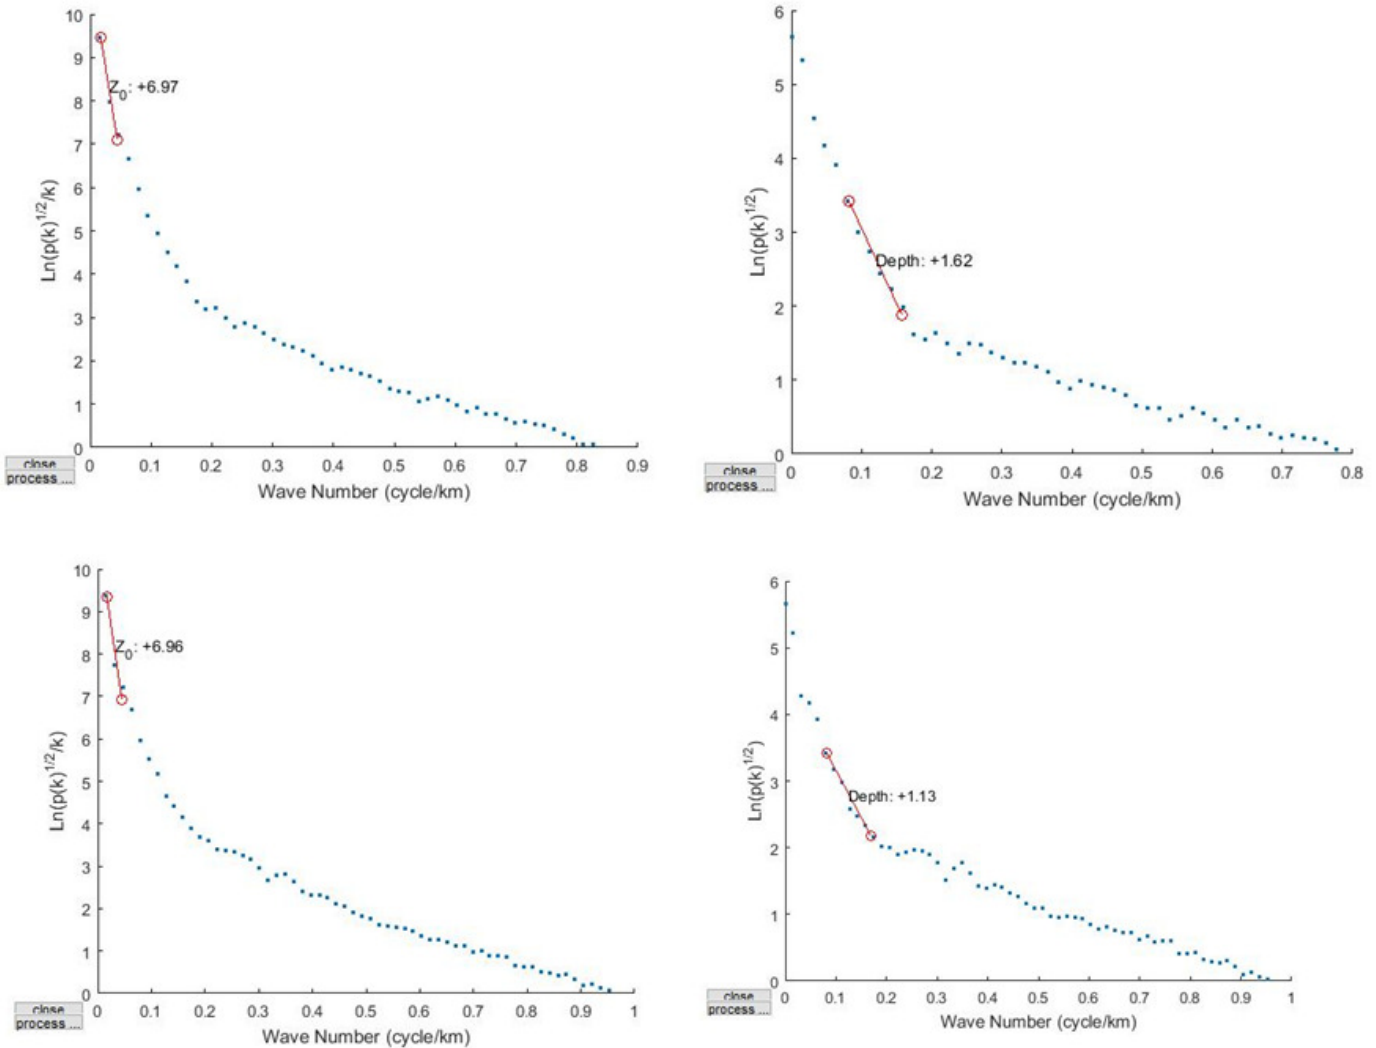 10
9
8
7
6
5
4
3
2
1
0
Ln(p(k)^1/2/k)
Z0: +6.97
0 0.1 0.2 0.3 0.4 0.5 0.6 0.7 0.8 0.9
Wave Number (cycle/km)
close
process ...
6
5
4
3
2
1
0
Ln(p(k)^1/2)
Depth: +1.62
0 0.1 0.2 0.3 0.4 0.5 0.6 0.7 0.8
Wave Number (cycle/km)
close
process ...
10
9
8
7
6
5
4
3
2
1
0
Ln(p(k)^1/2/k)
Z0: +6.96
0 0.1 0.2 0.3 0.4 0.5 0.6 0.7 0.8 0.9 1
Wave Number (cycle/km)
close
process ...
6
5
4
3
2
1
0
Ln(p(k)^1/2)
Depth: +1.13
0 0.1 0.2 0.3 0.4 0.5 0.6 0.7 0.8 0.9 1
Wave Number (cycle/km)
close
process ...